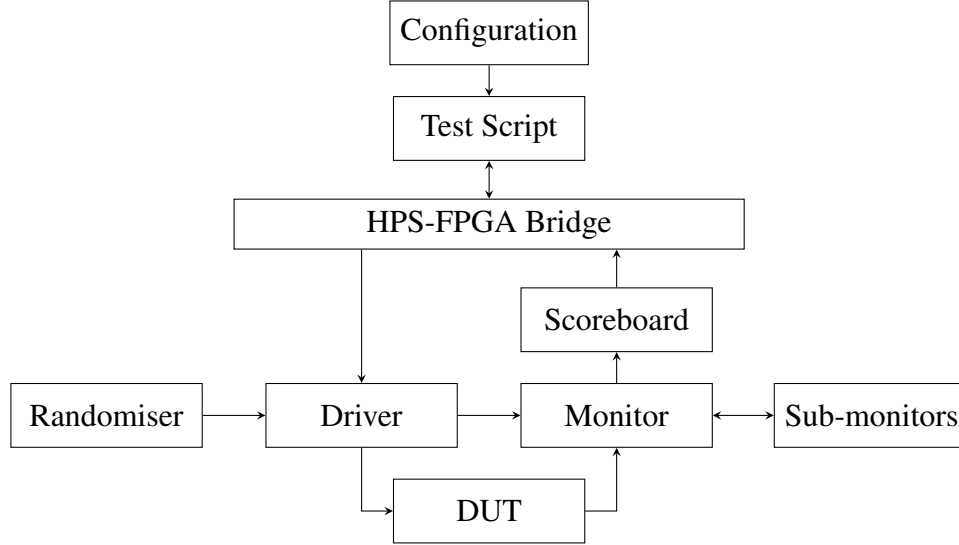 Configuration
Test Script
HPS-FPGA Bridge
Scoreboard
Randomiser
Driver
Monitor
Sub-monitors
DUT